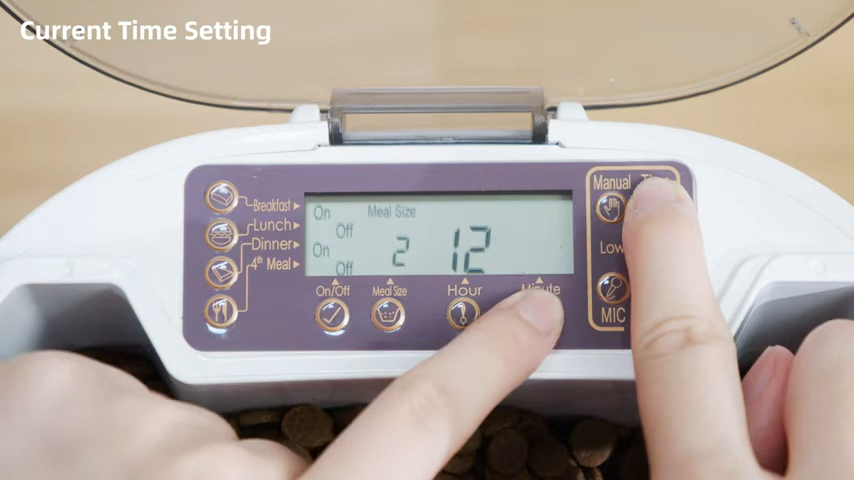 Current Time Setting
Breakfast
Lunch
Dinner
4th Meal
On
Off
On
Off
Meal Size
2
12
On/Off
Meal Size
Hour
Minute
Manual
Low
MIC